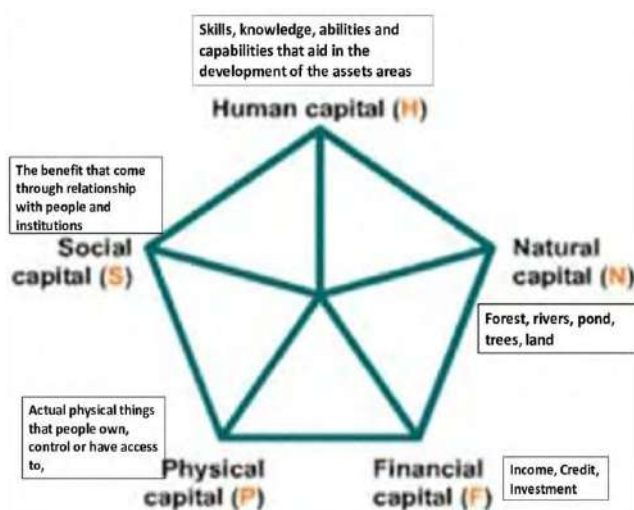 Skills, knowledge, abilities and
capabilities that aid in the
development of the assets areas
Human capital (H)
The benefit that come
through relationship
with people and
institutions
Social
capital (S)
Natural
capital (N)
Forest, rivers, pond,
trees, land
Actual physical things
that people own,
control or have access
to,
Physical
capital (P)
Financial
capital (F)
Income, Credit,
Investment